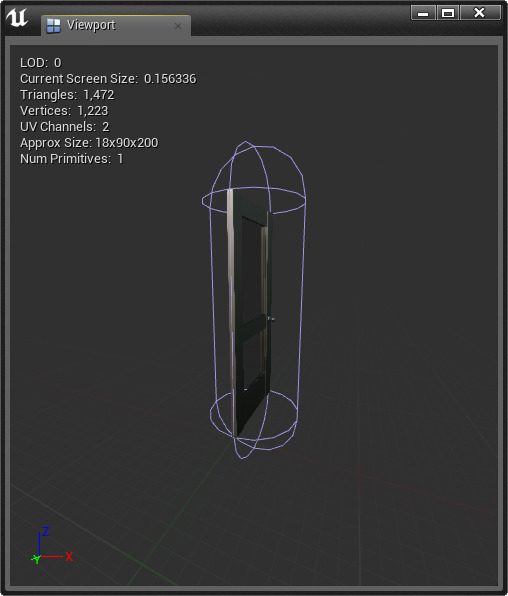 Viewport
LOD: 0
Current Screen Size: 0.156336
Triangles: 1,472
Vertices: 1,223
UV Channels: 2
Approx Size: 18x90x200
Num Primitives: 1
Z
X
Y